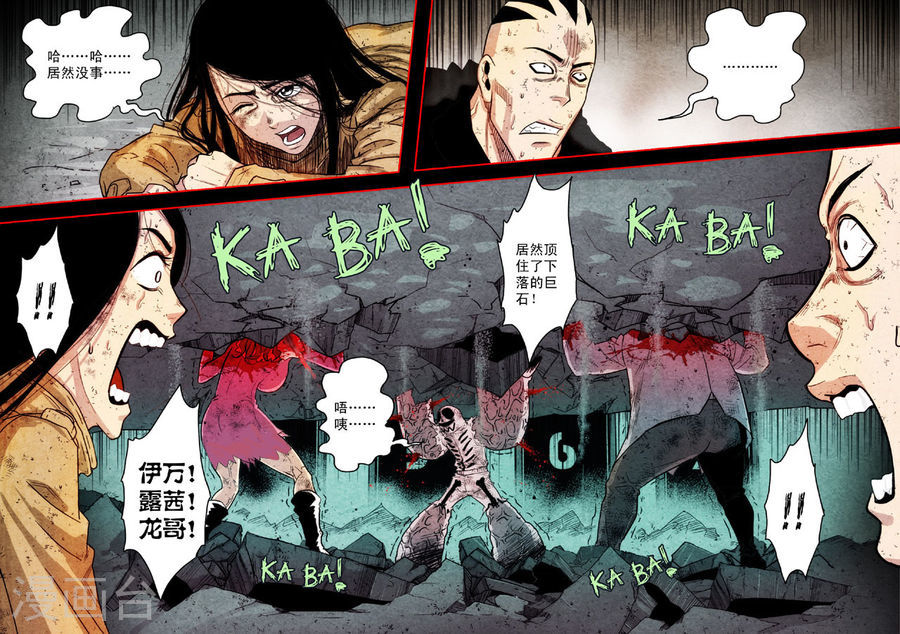 哈……哈……
居然没事……
…………
KA BA!
KA BA!
!!
居然顶
住了下
落的巨
石!
唔……
咦……
6
伊万!
露茜!
龙哥!
!!
KA BA!
KA BA!
漫画台